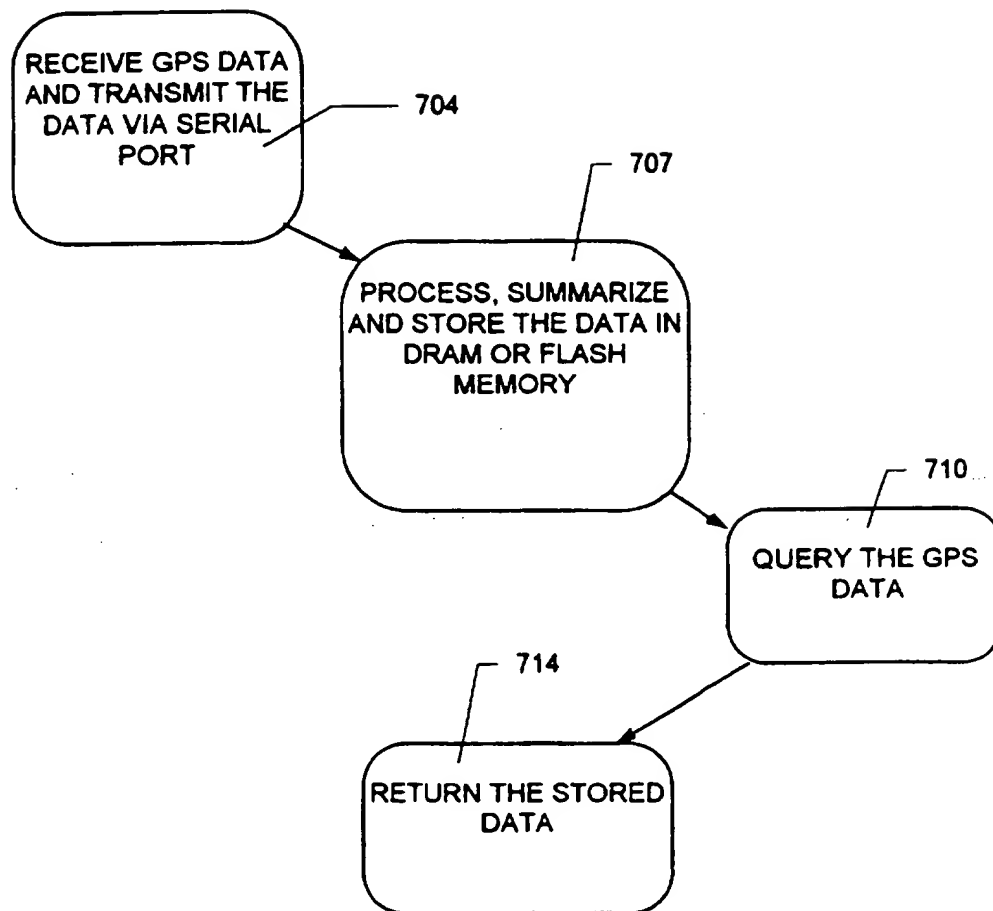 RECEIVE GPS DATA
AND TRANSMIT THE
DATA VIA SERIAL
PORT
704
707
PROCESS, SUMMARIZE
AND STORE THE DATA IN
DRAM OR FLASH
MEMORY
710
QUERY THE GPS
DATA
714
RETURN THE STORED
DATA